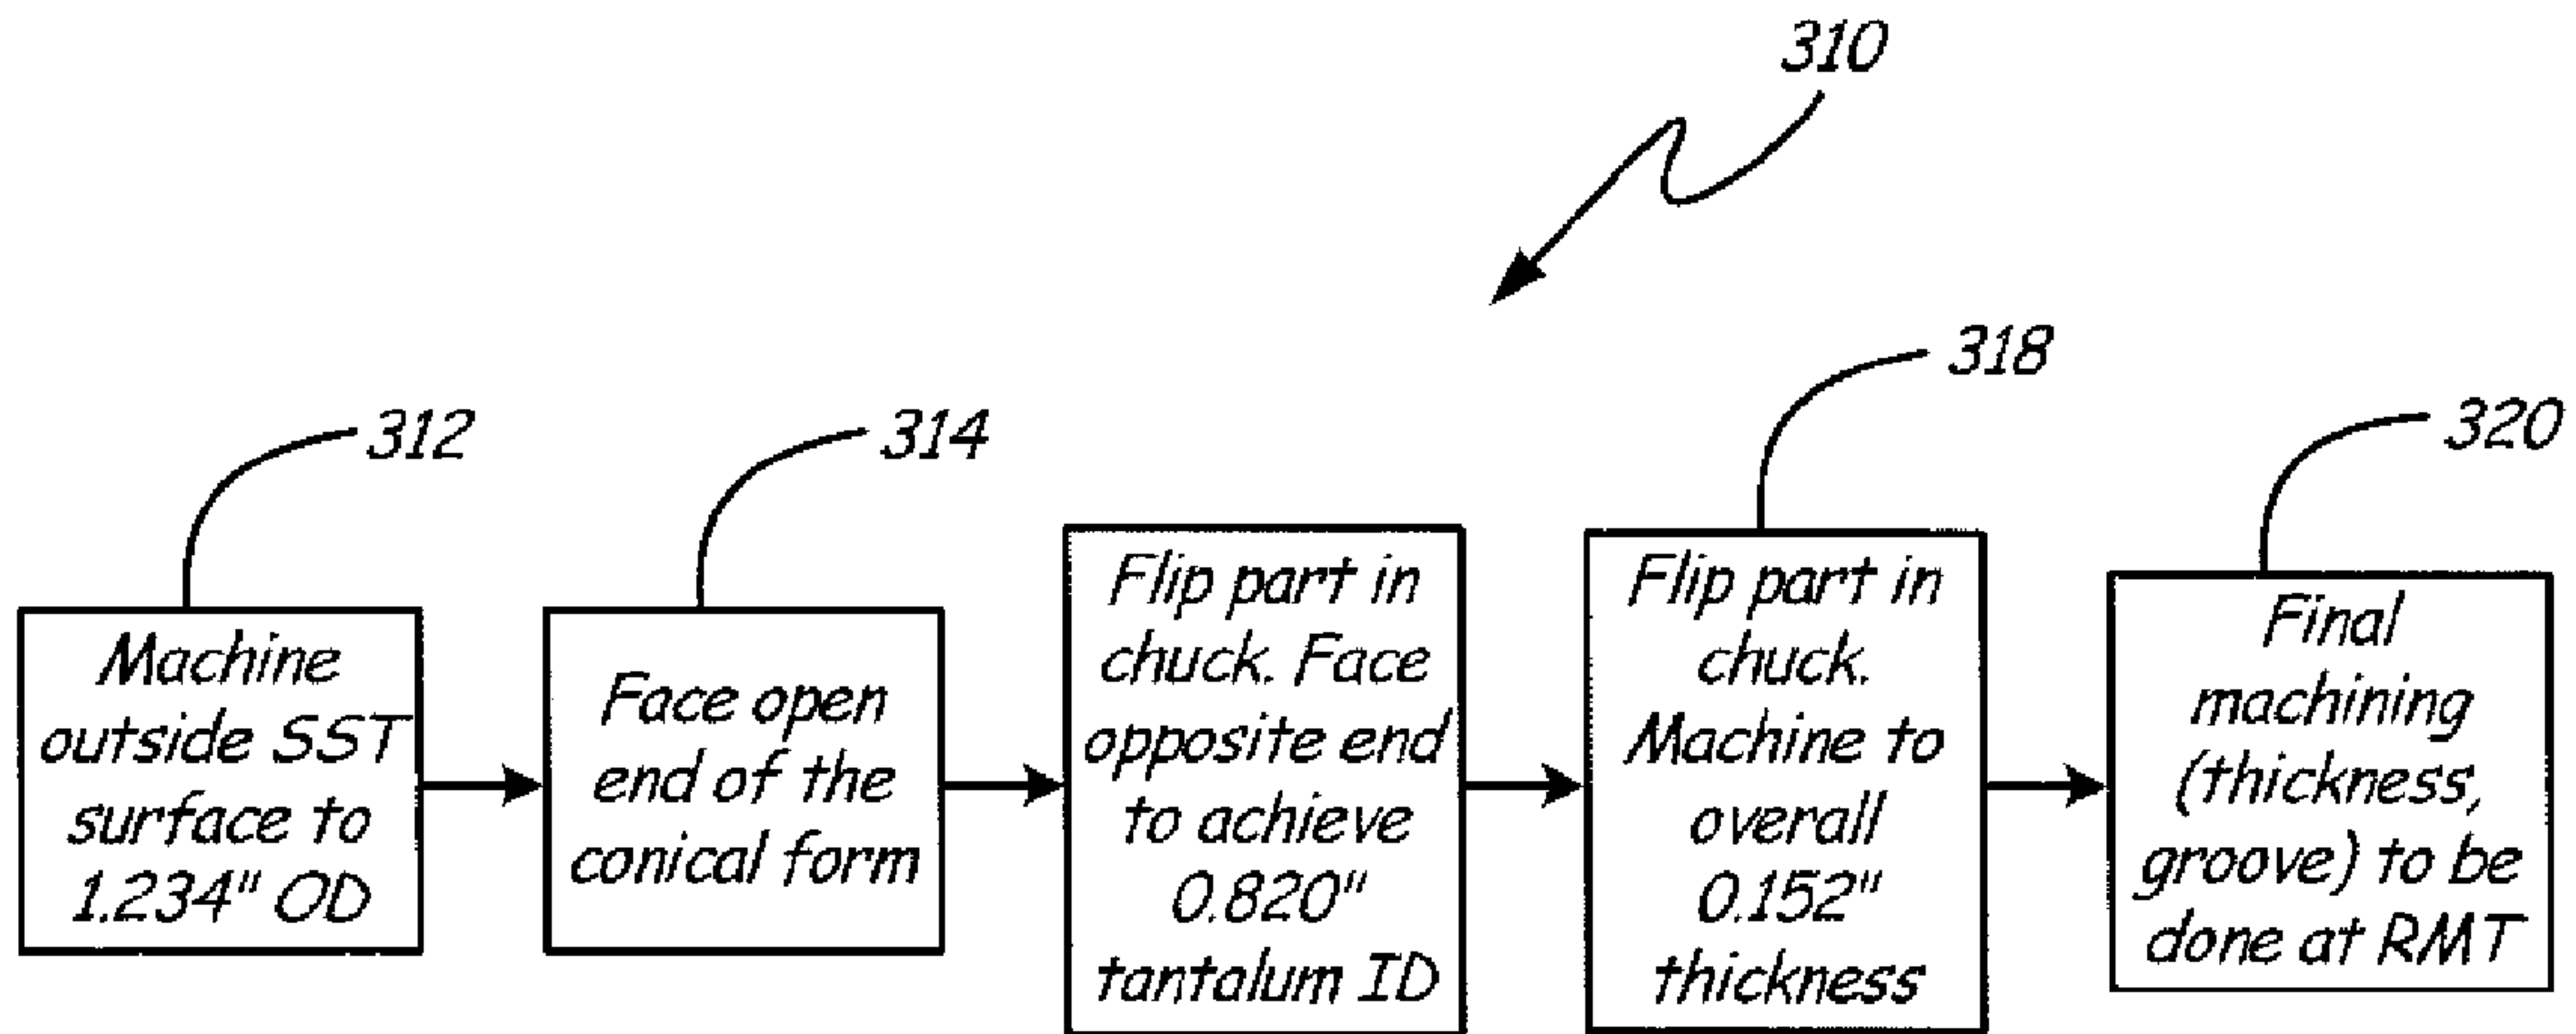 310
318
312
314
320
Machine
outside SST
surface to
1.234" OD
Face open
end of the
conical form
Flip part in
chuck. Face
opposite end
to achieve
0.820"
tantalum ID
Flip part in
chuck.
Machine to
overall
0.152"
thickness
Final
machining
(thickness,
groove) to be
done at RMT